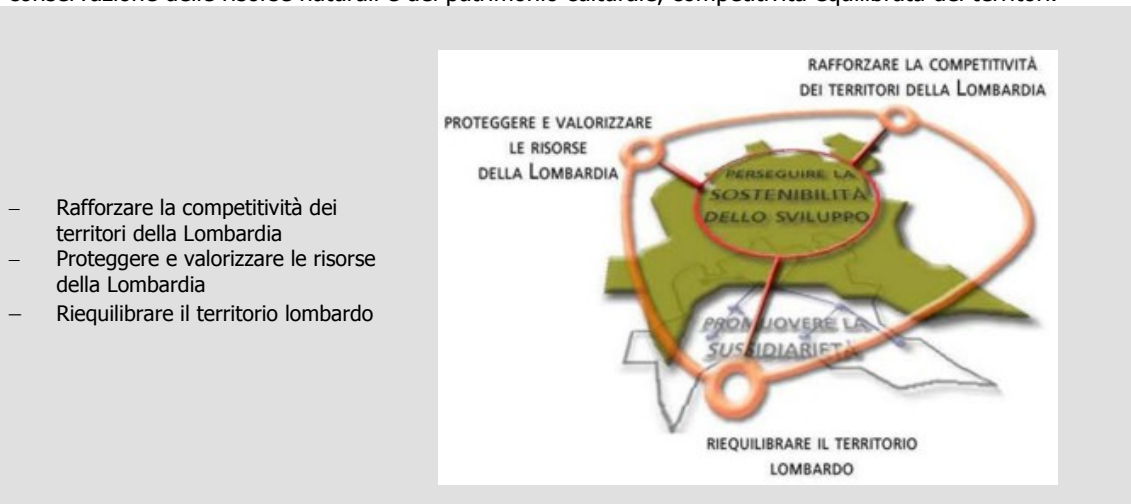 conservazione delle risorse naturali e del patrimonio culturale, competitività equilibrata dei territori.
– Rafforzare la competitività dei
territori della Lombardia
– Proteggere e valorizzare le risorse
della Lombardia
– Riequilibrare il territorio lombardo
RAFFORZARE LA COMPETITIVITÀ
DEI TERRITORI DELLA LOMBARDIA
PROTEGGERE E VALORIZZARE
LE RISORSE
DELLA LOMBARDIA
PERSEGUIRE LA
SOSTENIBILITÀ
DELLO SVILUPPO
PROMUOVERE LA
SUSSIDIARIETÀ
RIEQUILIBRARE IL TERRITORIO
LOMBARDO